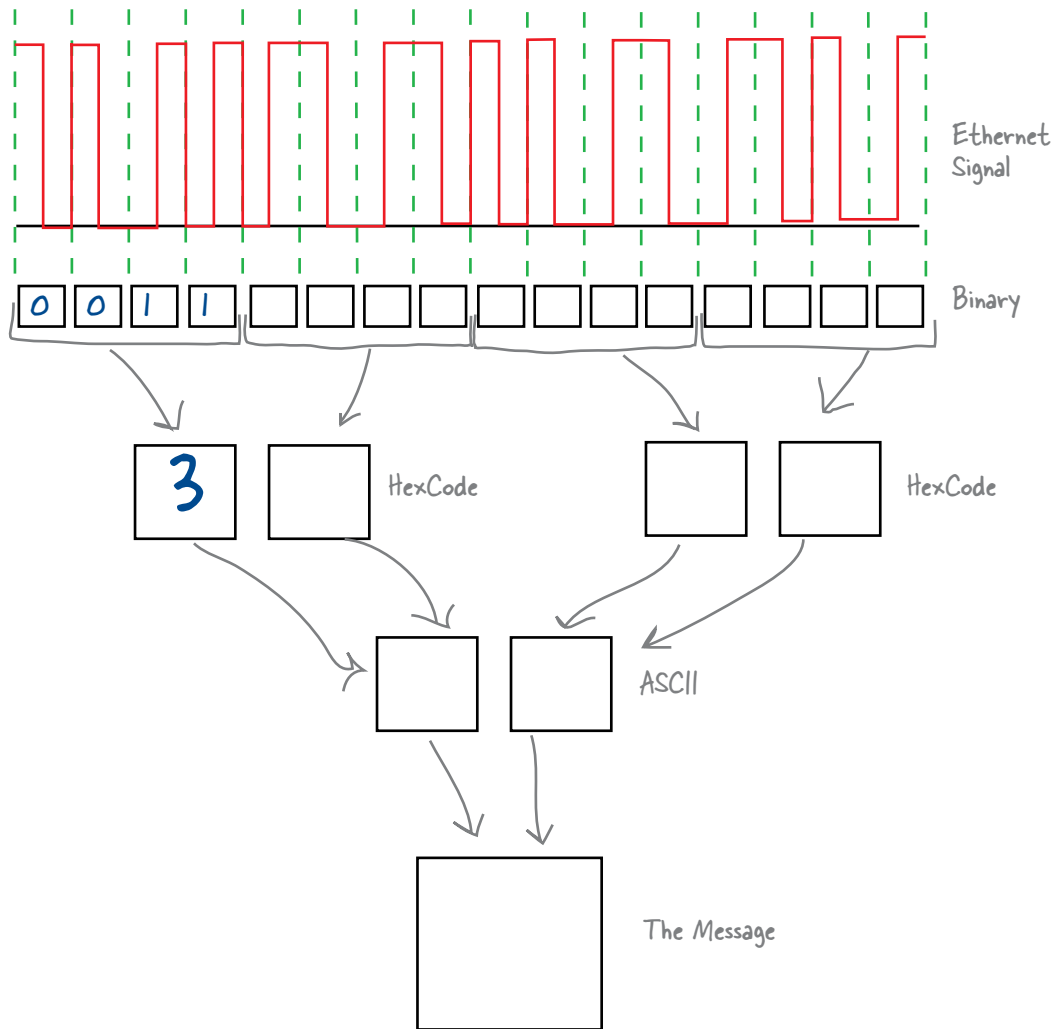 Ethernet
Signal
0 0 1 1
Binary
3
HexCode
HexCode
ASCII
The Message